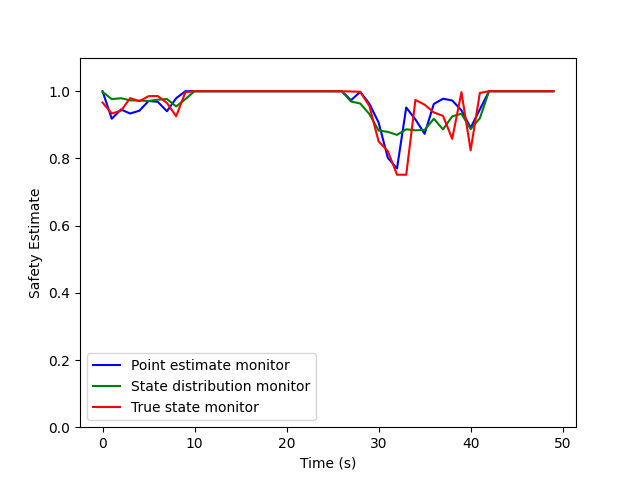 1.0
0.8
0.6
0.4
0.2
0.0
Safety Estimate
Point estimate monitor
State distribution monitor
True state monitor
0 10 20 30 40 50
Time (s)